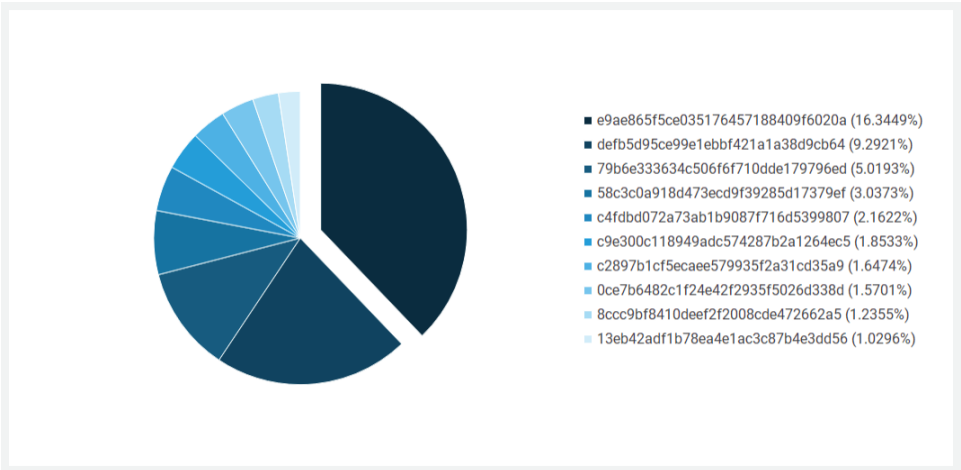 e9ae865f5ce035176457188409f6020a (16.3449%)
defb5d95ce99e1ebbf421a1a38d9cb64 (9.2921%)
79b6e333634c506f6f710dde179796ed (5.0193%)
58c3c0a918d473ecd9f39285d17379ef (3.0373%)
c4fdbd072a73ab1b9087f716d5399807 (2.1622%)
c9e300c118949adc574287b2a1264ec5 (1.8533%)
c2897b1cf5ecaee579935f2a31cd35a9 (1.6474%)
0ce7b6482c1f24e42f2935f5026d338d (1.5701%)
8ccc9bf8410deef2f2008cde472662a5 (1.2355%)
13eb42adf1b78ea4e1ac3c87b4e3dd56 (1.0296%)